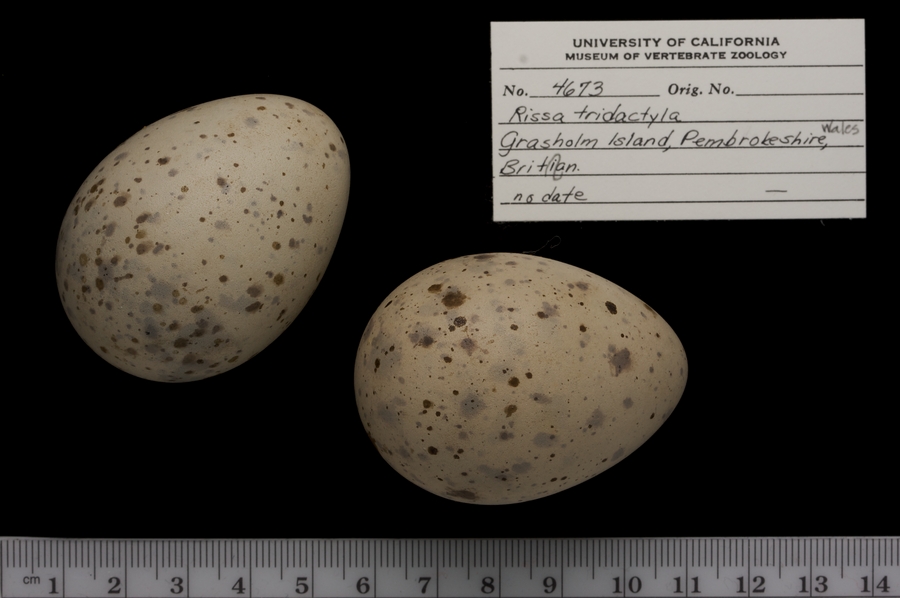 UNIVERSITY OF CALIFORNIA
MUSEUM OF VERTEBRATE ZOOLOGY
No. 4673 Orig. No.
Rissa tridactyla
Grasholm Island, Pembrokeshire, Wales
no date —
cm 1 2 3 4 5 6 7 8 9 10 11 12 13 14